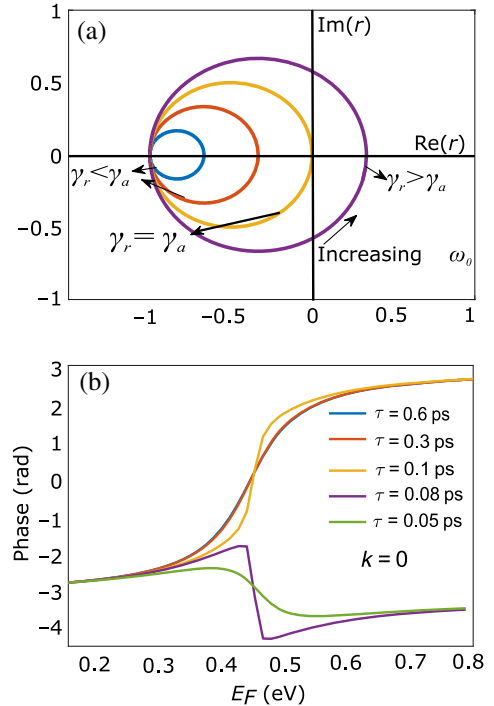 (a)
Im(r)
1
0.5
Re(r)
0
γr<γa
γr>γa
-0.5
γr= γa
Increasing ω0
-1
-1 -0.5 0 0.5 1
(b)
3
2
1
0
-1
-2
-3
-4
Phase (rad)
τ = 0.6 ps
τ = 0.3 ps
τ = 0.1 ps
τ = 0.08 ps
τ = 0.05 ps
k=0
0.2 0.3 0.4 0.5 0.6 0.7 0.8
EF (eV)